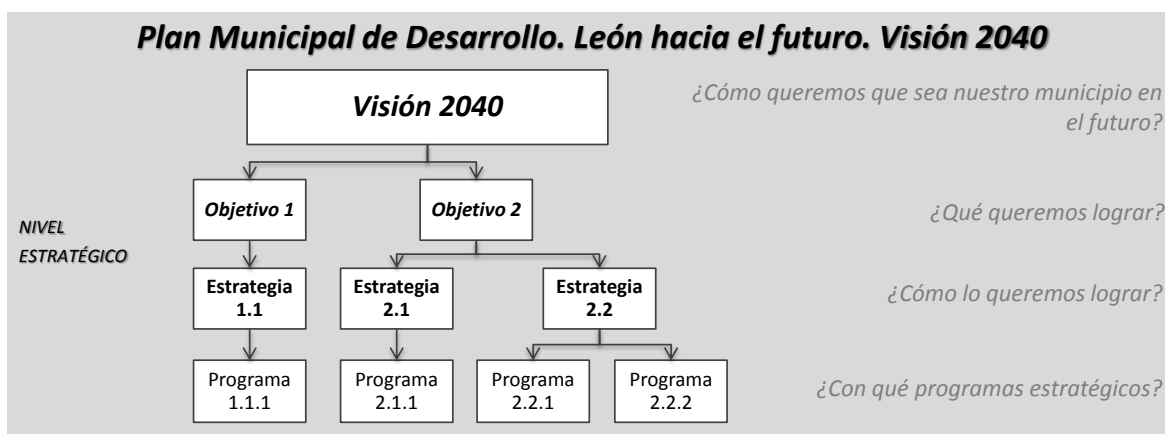 Plan Municipal de Desarrollo. León hacia el futuro. Visión 2040
Visión 2040
¿Cómo queremos que sea nuestro municipio en
el futuro?
NIVEL
ESTRATÉGICO
Objetivo 1
Objetivo 2
¿Qué queremos lograr?
Estrategia
1.1
Estrategia
2.1
Estrategia
2.2
¿Cómo lo queremos lograr?
Programa
1.1.1
Programa
2.1.1
Programa
2.2.1
Programa
2.2.2
¿Con qué programas estratégicos?